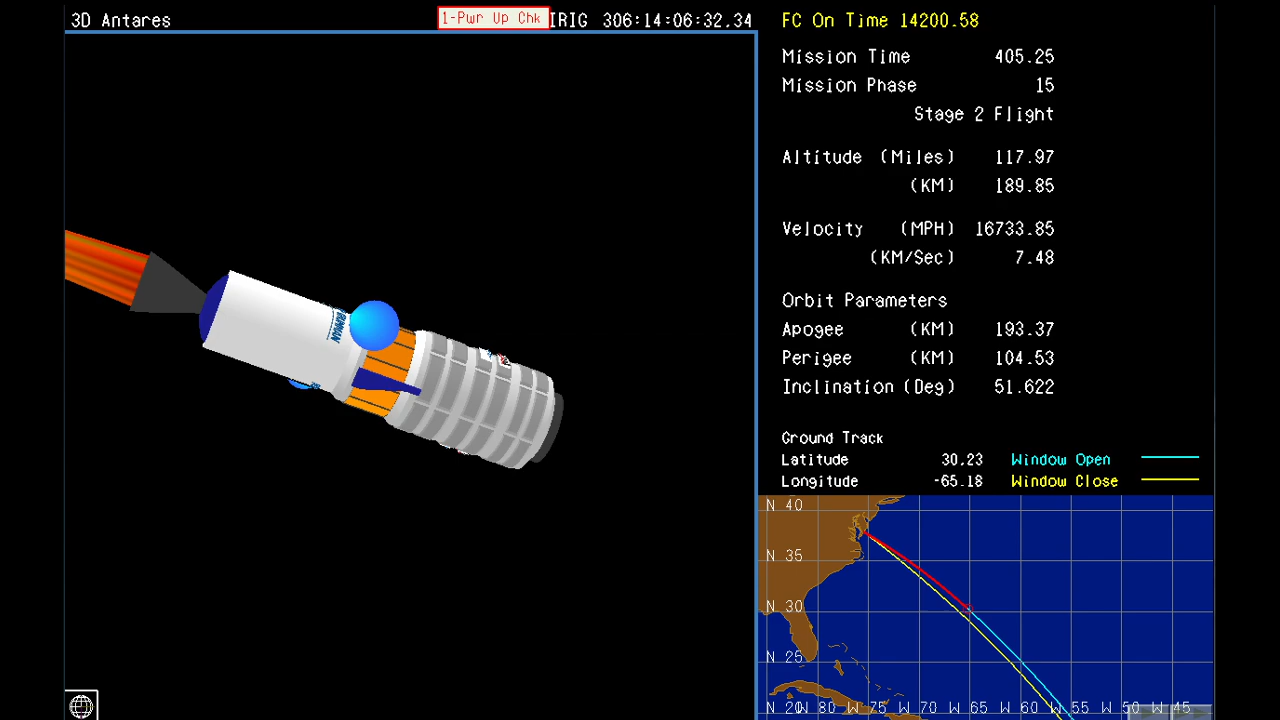 3D Antares
1-Pwr Up Chk
IRIG 306:14:06:32.34
FC On Time 14200.58
Mission Time 405.25
Mission Phase 15
Stage 2 Flight
Altitude (Miles) 117.97
(KM) 189.85
Velocity (MPH) 16733.85
(KM/Sec) 7.48
Orbit Parameters
Apogee (KM) 193.37
Perigee (KM) 104.53
Inclination (Deg) 51.622
Ground Track
Latitude 30.23 Window Open
Longitude -65.18 Window Close
N 40
N 35
N 30
N 25
N 20 W 80 W 75 W 70 W 65 W 60 W 55 W 50 W 45